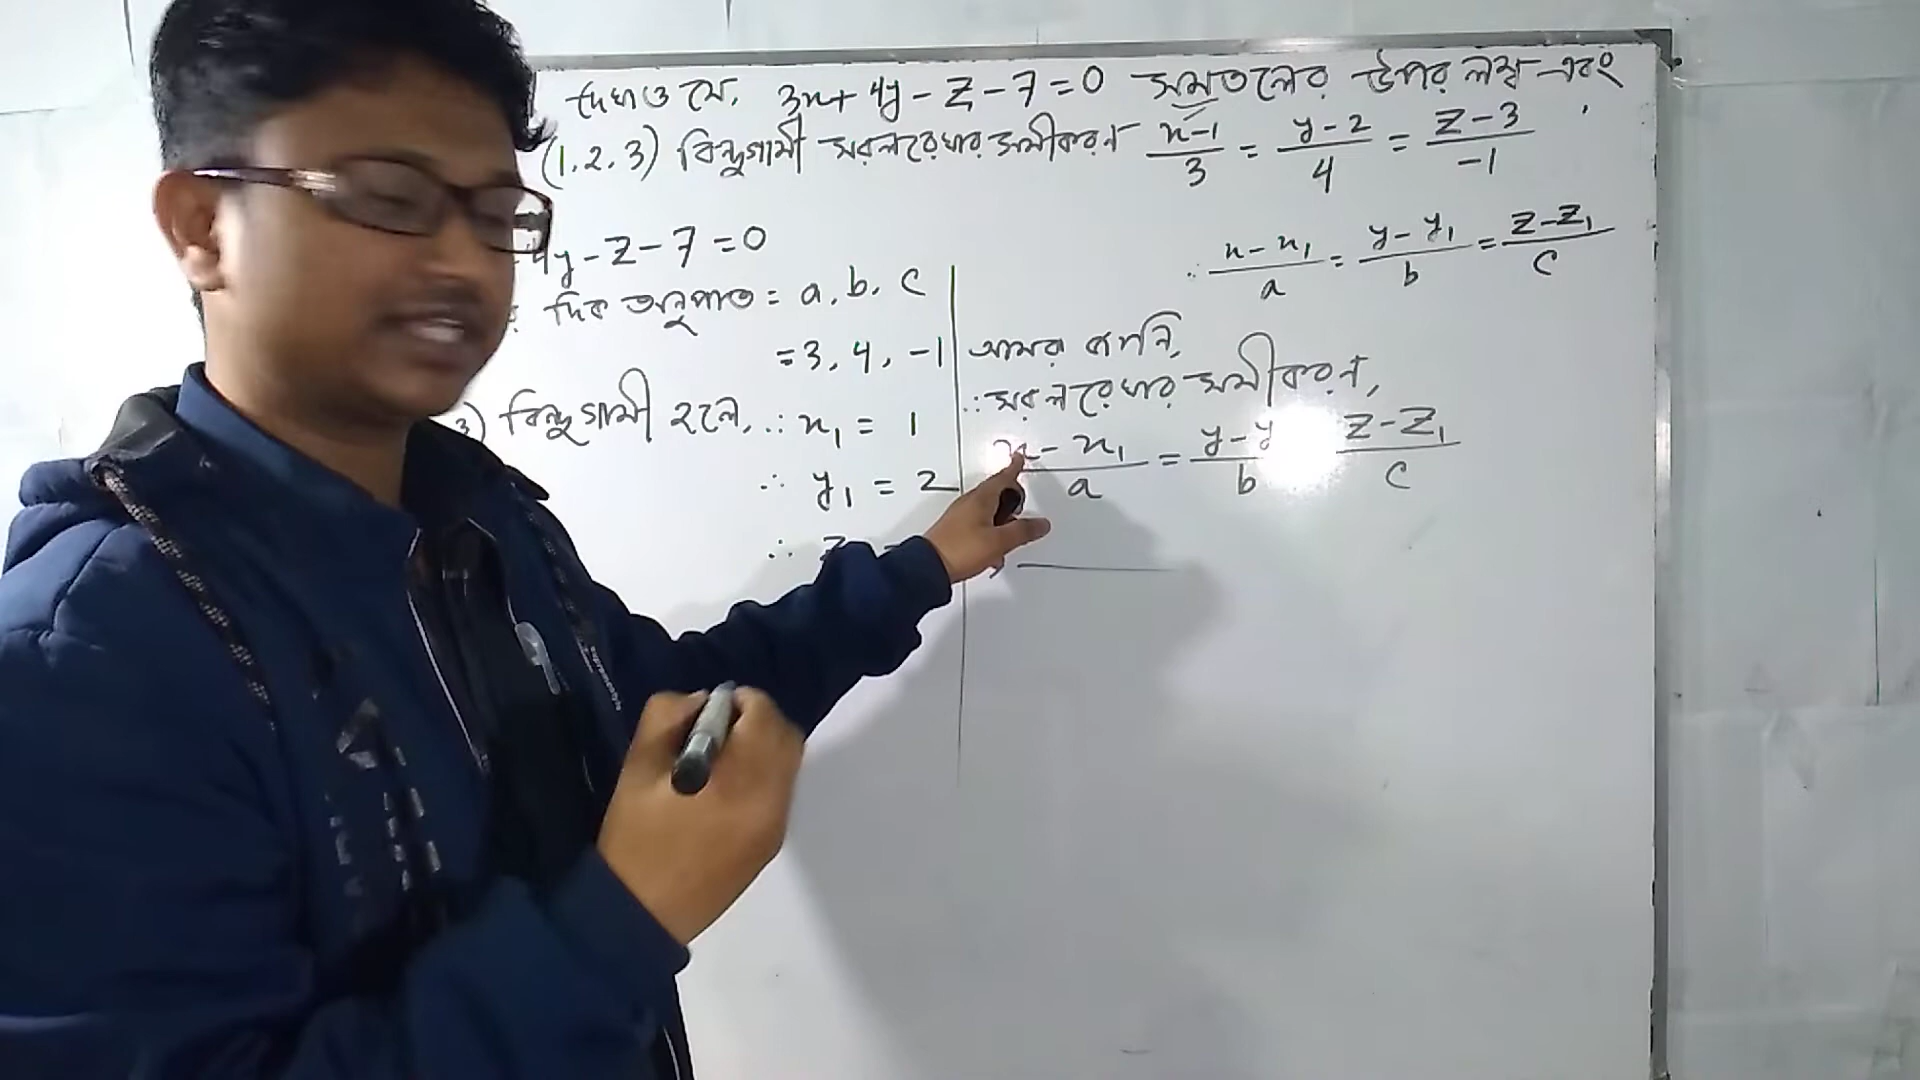 দেখাও যে, 3x + 4y - z - 7 = 0 সমতলের উপর লম্ব এবং
(1, 2, 3) বিন্দুগামী সরলরেখার সমীকরণ (x-1)/3 = (y-2)/4 = (z-3)/-1
4y - z - 7 = 0
দিক অনুপাত = a, b, c
= 3, 4, -1
3) বিন্দুগামী হলে, ∴ x₁ = 1
∴ y₁ = 2
∴ z
∴ (x - x₁)/a = (y - y₁)/b = (z - z₁)/c
আমরা জানি,
∴ সরলরেখার সমীকরণ,
(x - x₁)/a = (y - y)/b (z - z₁)/c